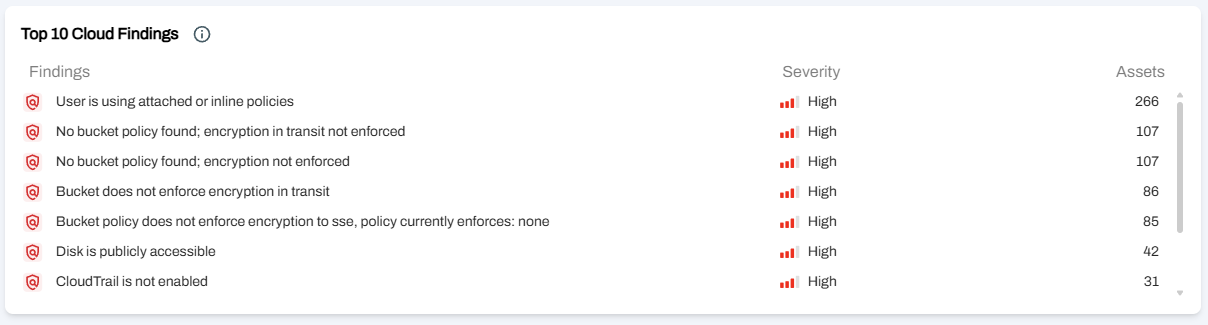 Top 10 Cloud Findings
Findings Severity Assets
User is using attached or inline policies High 266
No bucket policy found; encryption in transit not enforced High 107
No bucket policy found; encryption not enforced High 107
Bucket does not enforce encryption in transit High 86
Bucket policy does not enforce encryption to sse, policy currently enforces: none High 85
Disk is publicly accessible High 42
CloudTrail is not enabled High 31